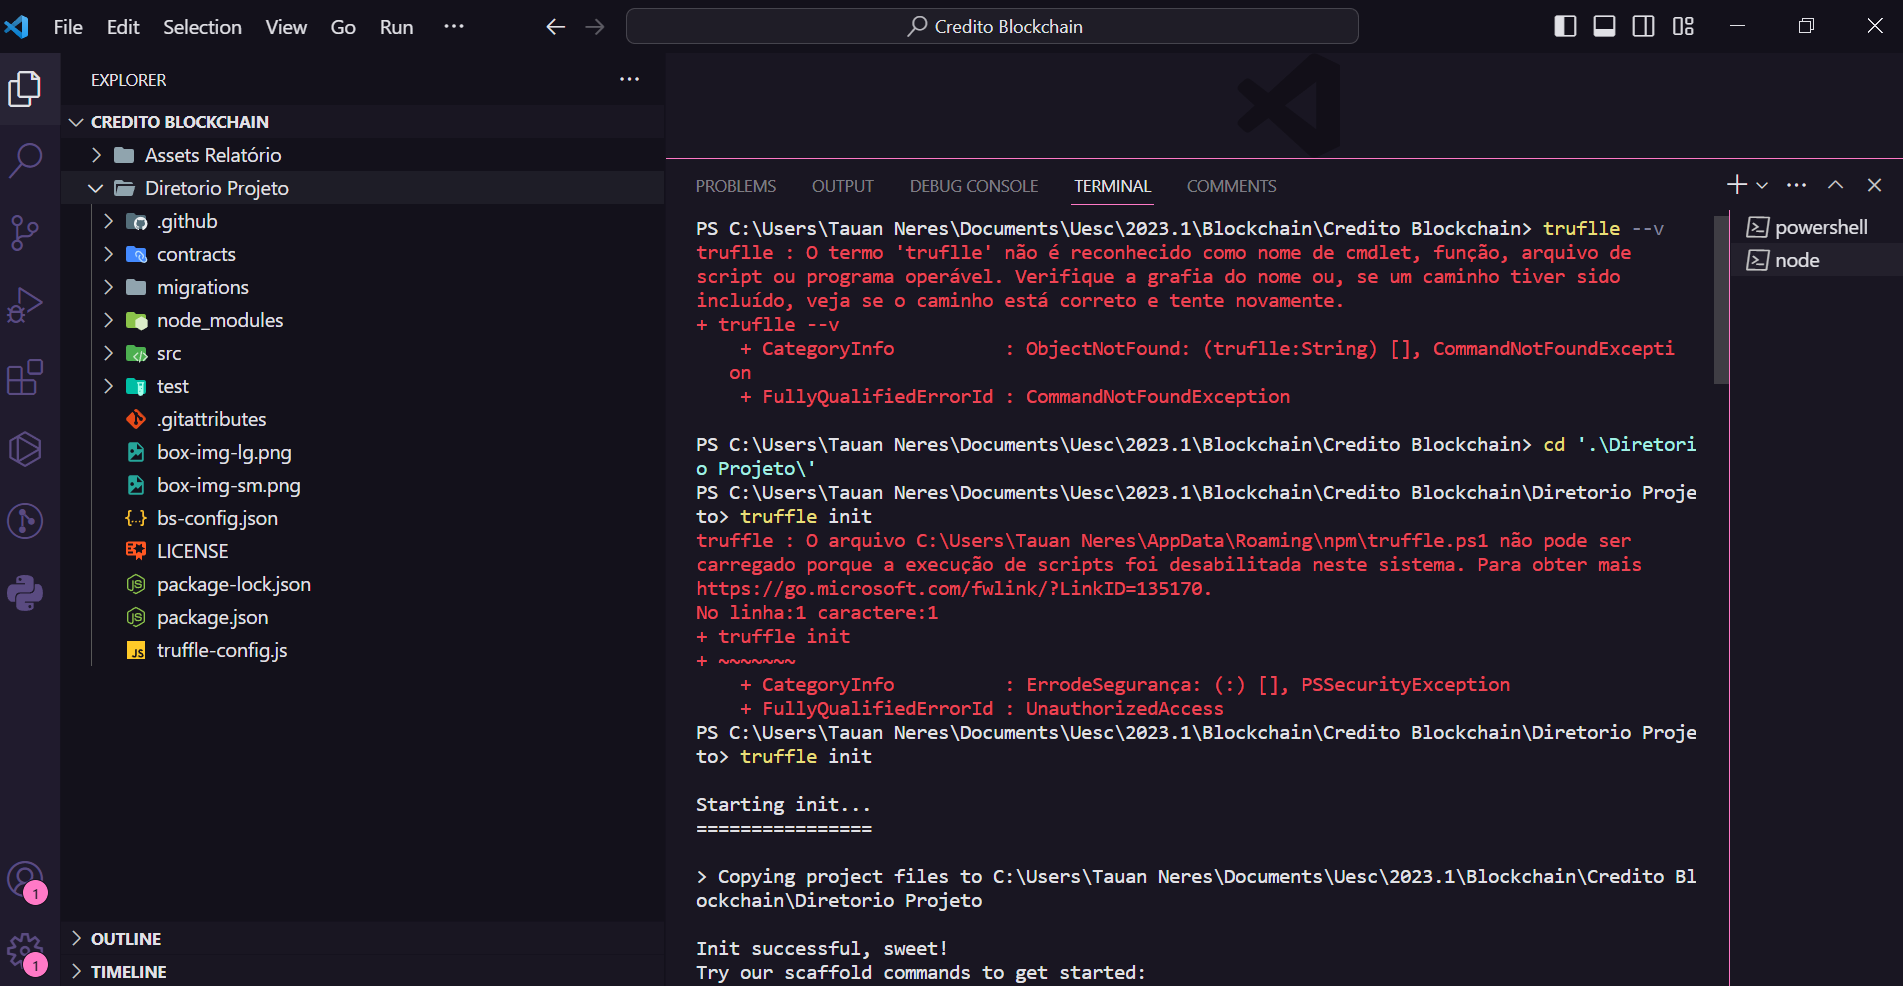 File Edit Selection View Go Run ···
Credito Blockchain
EXPLORER
CREDITO BLOCKCHAIN
Assets Relatório
Diretorio Projeto
.github
contracts
migrations
node_modules
src
test
.gitattributes
box-img-lg.png
box-img-sm.png
bs-config.json
LICENSE
package-lock.json
package.json
truffle-config.js
1
1
OUTLINE
TIMELINE
PROBLEMS OUTPUT DEBUG CONSOLE TERMINAL COMMENTS
PS C:\Users\Tauan Neres\Documents\Uesc\2023.1\Blockchain\Credito Blockchain> truflle --v
truflle : O termo 'truflle' não é reconhecido como nome de cmdlet, função, arquivo de
script ou programa operável. Verifique a grafia do nome ou, se um caminho tiver sido
incluído, veja se o caminho está correto e tente novamente.
+ truflle --v
+ CategoryInfo : ObjectNotFound: (truflle:String) [], CommandNotFoundExcepti
on
+ FullyQualifiedErrorId : CommandNotFoundException
PS C:\Users\Tauan Neres\Documents\Uesc\2023.1\Blockchain\Credito Blockchain> cd '.\Diretori
o Projeto\'
PS C:\Users\Tauan Neres\Documents\Uesc\2023.1\Blockchain\Credito Blockchain\Diretorio Proje
to> truffle init
truffle : O arquivo C:\Users\Tauan Neres\AppData\Roaming\npm\truffle.ps1 não pode ser
carregado porque a execução de scripts foi desabilitada neste sistema. Para obter mais
https://go.microsoft.com/fwlink/?LinkID=135170.
No linha:1 caractere:1
+ truffle init
+ ~~~~~~~
+ CategoryInfo : ErrodeSegurança: (:) [], PSSecurityException
+ FullyQualifiedErrorId : UnauthorizedAccess
PS C:\Users\Tauan Neres\Documents\Uesc\2023.1\Blockchain\Credito Blockchain\Diretorio Proje
to> truffle init
Starting init...
================
> Copying project files to C:\Users\Tauan Neres\Documents\Uesc\2023.1\Blockchain\Credito Bl
ockchain\Diretorio Projeto
Init successful, sweet!
Try our scaffold commands to get started:
powershell
node